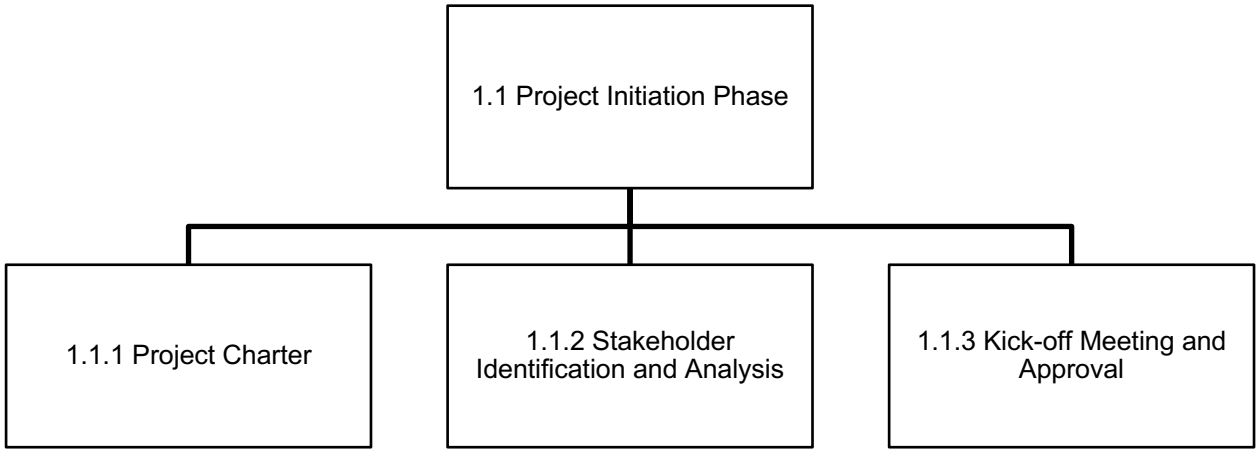 1.1 Project Initiation Phase
1.1.1 Project Charter
1.1.2 Stakeholder
Identification and Analysis
1.1.3 Kick-off Meeting and
Approval